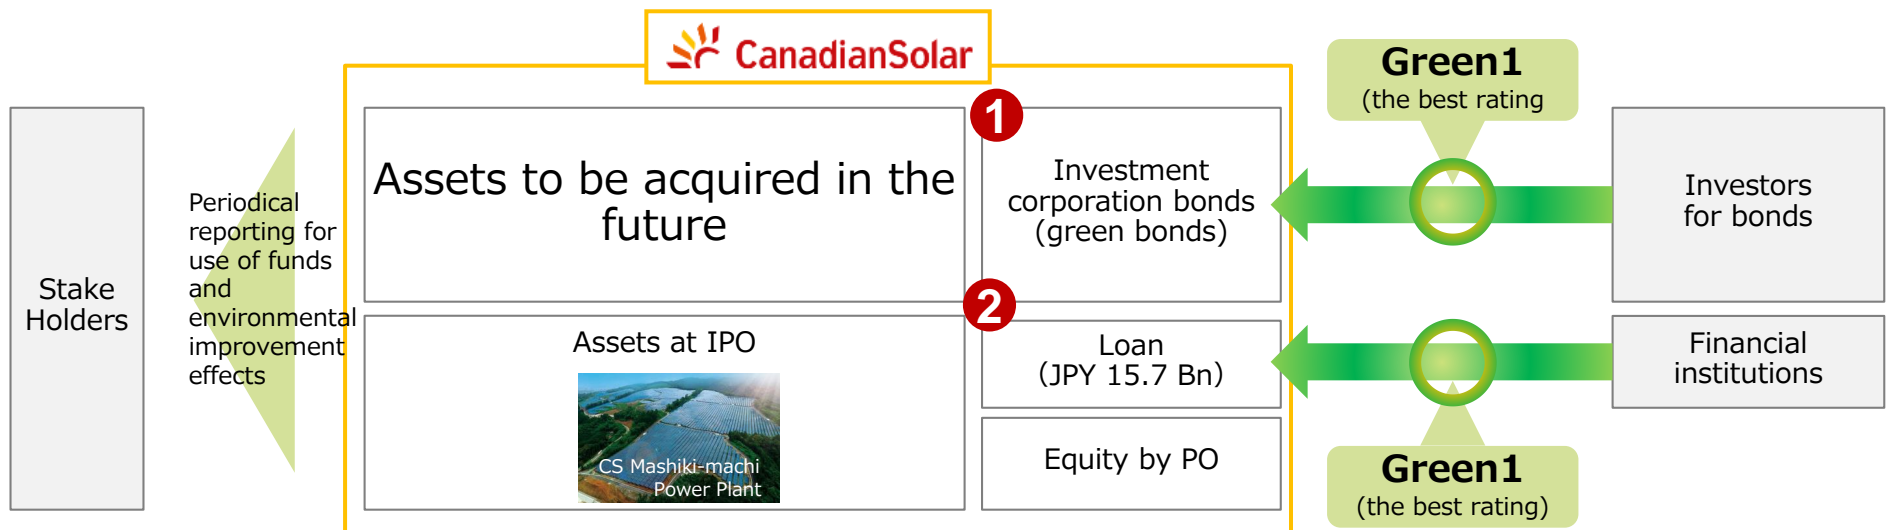 CanadianSolar
Stake
Holders
Periodical
reporting for
use of funds
and
environmental
improvement
effects
Assets to be acquired in the
future
Assets at IPO
CS Mashiki-machi
Power Plant
1
Investment
corporation bonds
(green bonds)
2
Loan
(JPY 15.7 Bn)
Equity by PO
Green1
(the best rating
Green1
(the best rating)
Investors
for bonds
Financial
institutions